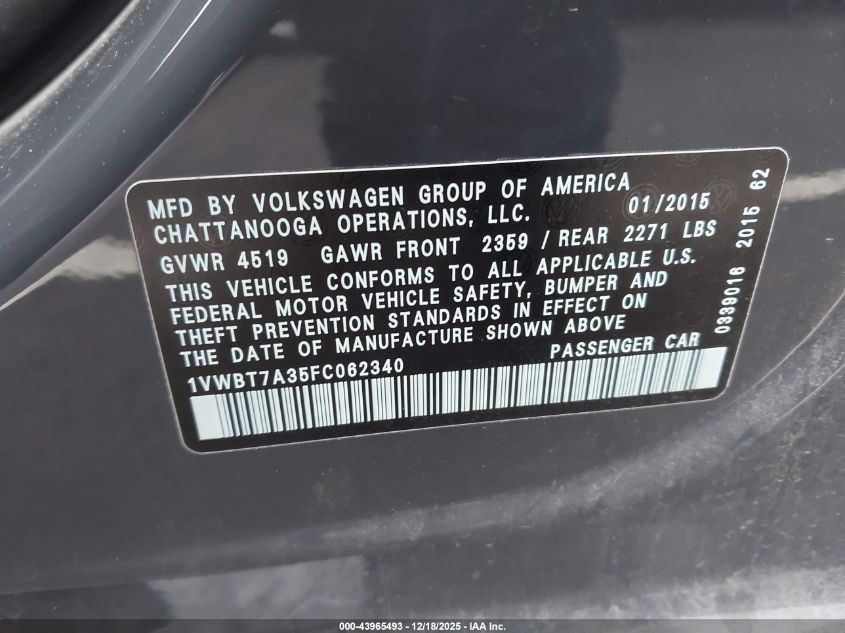 MFD BY VOLKSWAGEN GROUP OF AMERICA 01/2015
CHATTANOOGA OPERATIONS, LLC.
GVWR 4519 GAWR FRONT 2359 / REAR 2271 LBS
THIS VEHICLE CONFORMS TO ALL APPLICABLE U.S.
FEDERAL MOTOR VEHICLE SAFETY, BUMPER AND
THEFT PREVENTION STANDARDS IN EFFECT ON
THE DATE OF MANUFACTURE SHOWN ABOVE
1VWBT7A35FC062340 PASSENGER CAR
0339016 2015 62
000-43965493 - 12/18/2025 - IAA Inc.